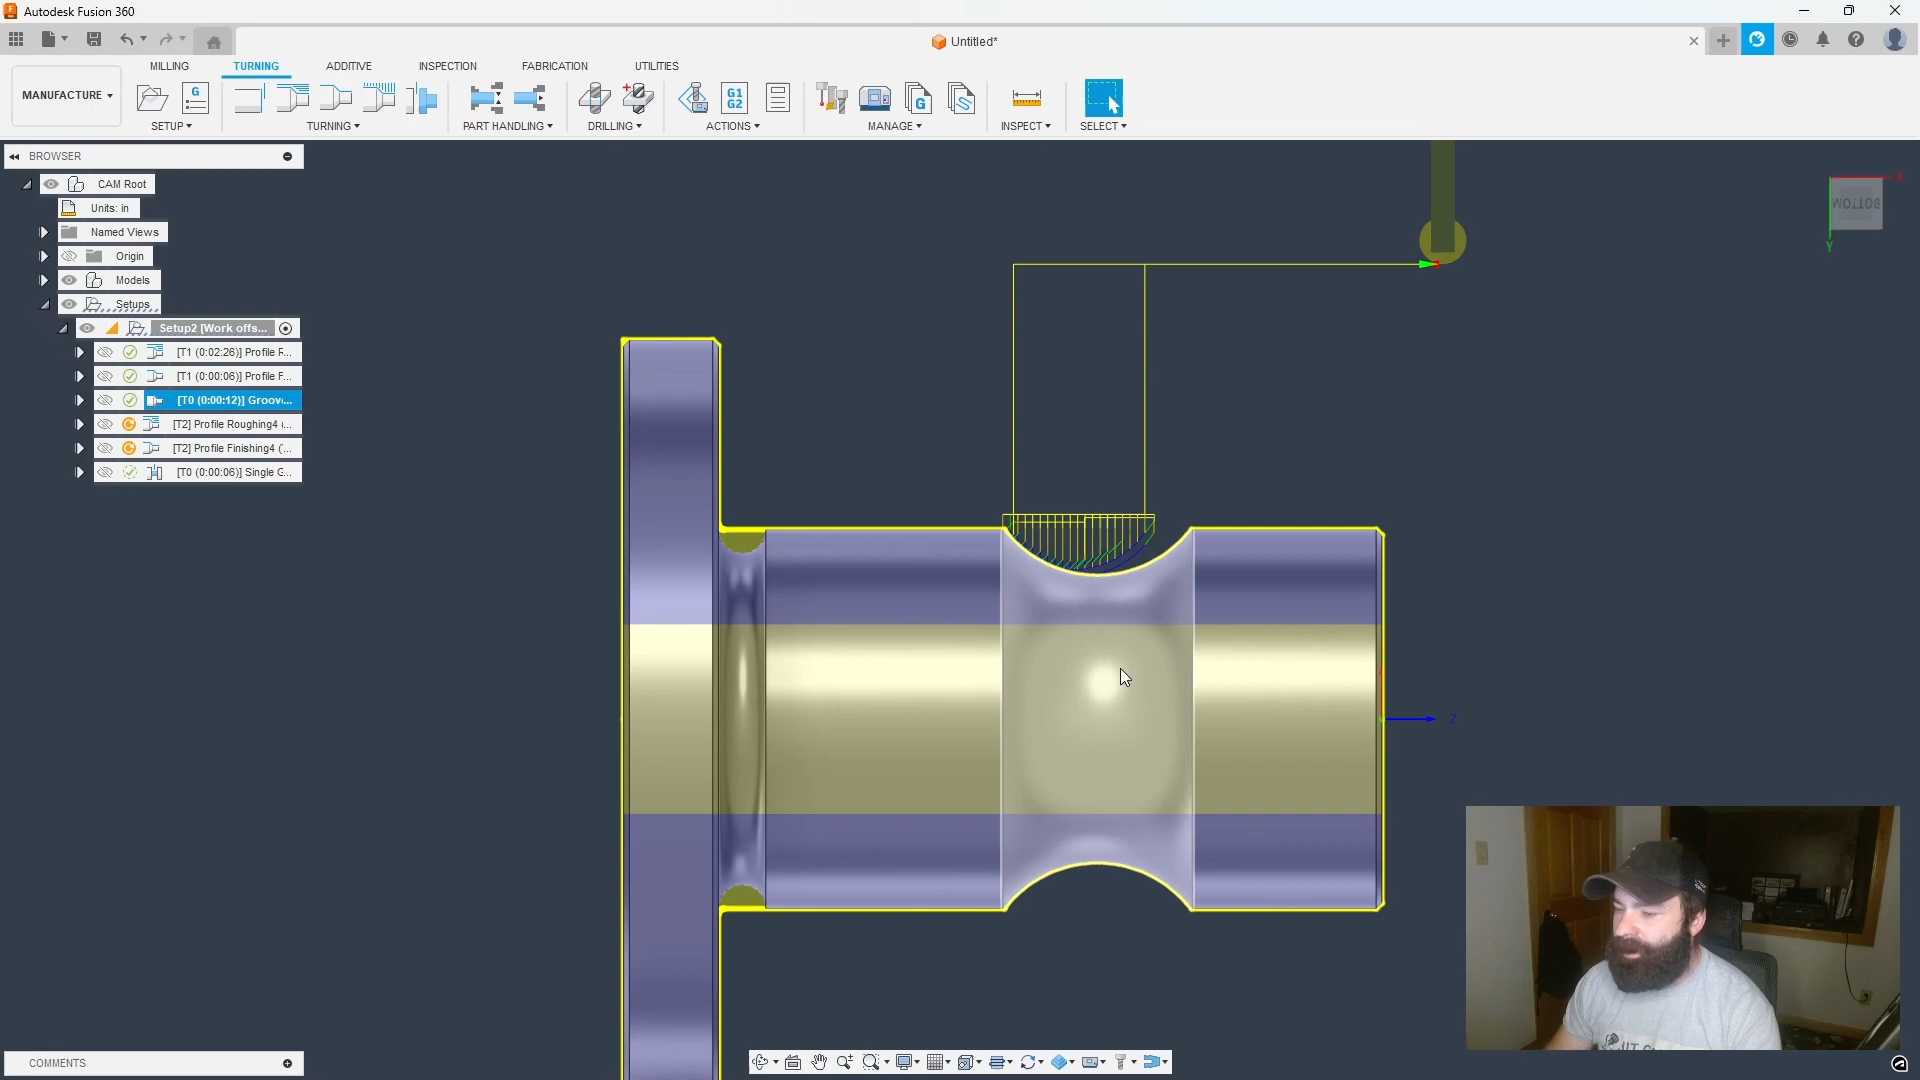 Autodesk Fusion 360
Untitled*
MILLING TURNING ADDITIVE INSPECTION FABRICATION UTILITIES
MANUFACTURE
G
G1
G2
G
SETUP TURNING PART HANDLING DRILLING ACTIONS MANAGE INSPECT SELECT
BROWSER
CAM Root
Units: in
Named Views
Origin
Models
Setups
Setup2 [Work offs...
[T1 (0:02:26)] Profile R...
[T1 (0:00:06)] Profile F...
[T0 (0:00:12)] Groov...
[T2] Profile Roughing4 (
[T2] Profile Finishing4 ('...
[T0 (0:00:06)] Single G...
X
BOTTOM
Y
Z
COMMENTS